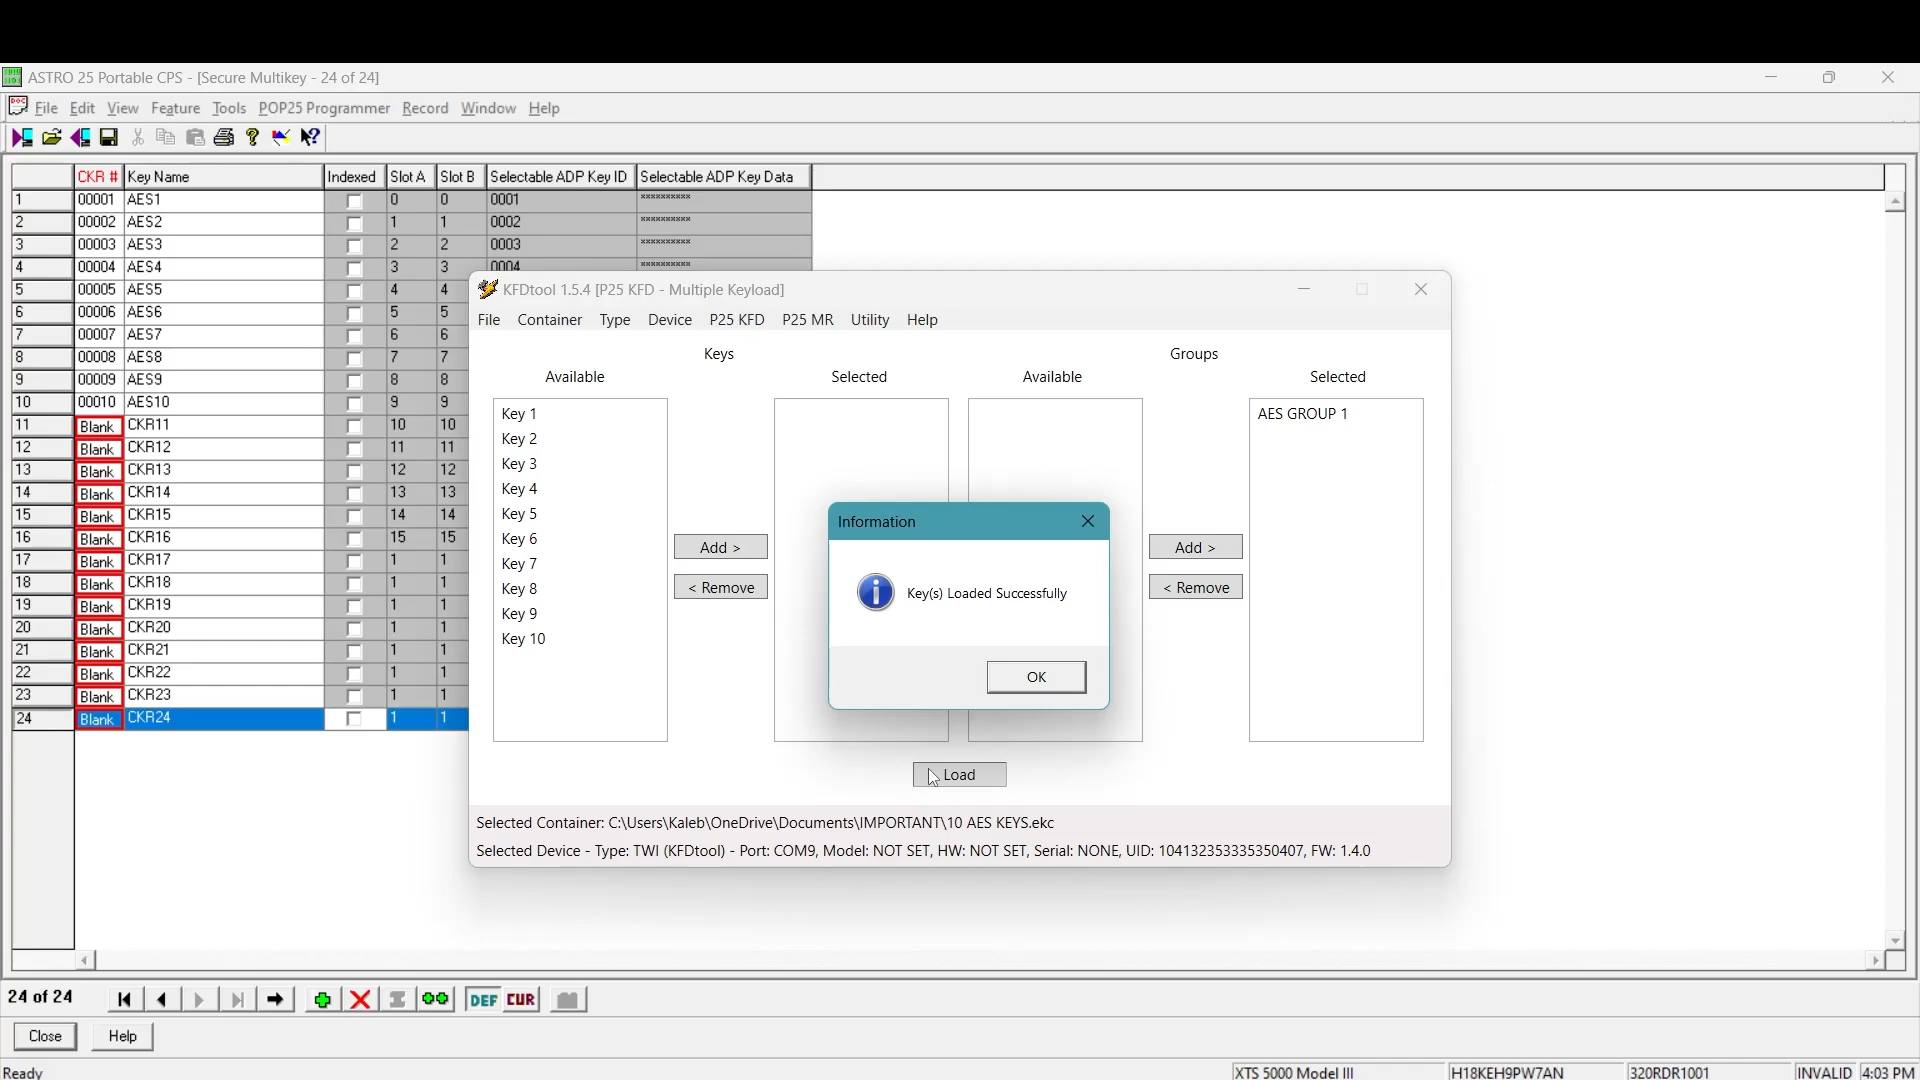 ASTRO 25 Portable CPS - [Secure Multikey - 24 of 24]
File Edit View Feature Tools POP25 Programmer Record Window Help
CKR # Key Name Indexed Slot A Slot B Selectable ADP Key ID Selectable ADP Key Data
1 00001 AES1 0 0 0001 **********
2 00002 AES2 1 1 0002 **********
3 00003 AES3 2 2 0003 **********
4 00004 AES4 3 3 0004 **********
5 00005 AES5 4 4
6 00006 AES6 5 5
7 00007 AES7 6 6
8 00008 AES8 7 7
9 00009 AES9 8 8
10 00010 AES10 9 9
11 Blank CKR11 10 10
12 Blank CKR12 11 11
13 Blank CKR13 12 12
14 Blank CKR14 13 13
15 Blank CKR15 14 14
16 Blank CKR16 15 15
17 Blank CKR17 1 1
18 Blank CKR18 1 1
19 Blank CKR19 1 1
20 Blank CKR20 1 1
21 Blank CKR21 1 1
22 Blank CKR22 1 1
23 Blank CKR23 1 1
24 Blank CKR24 1 1
KFDtool 1.5.4 [P25 KFD - Multiple Keyload]
File Container Type Device P25 KFD P25 MR Utility Help
Keys Groups
Available Selected Available Selected
Key 1
Key 2
Key 3
Key 4
Key 5
Key 6
Key 7
Key 8
Key 9
Key 10
Add >
< Remove
AES GROUP 1
Add >
< Remove
Information
Key(s) Loaded Successfully
OK
Load
Selected Container: C:\Users\Kaleb\OneDrive\Documents\IMPORTANT\10 AES KEYS.ekc
Selected Device - Type: TWI (KFDtool) - Port: COM9, Model: NOT SET, HW: NOT SET, Serial: NONE, UID: 104132353335350407, FW: 1.4.0
24 of 24 DEF CUR
Close Help
Ready XTS 5000 Model III H18KEH9PW7AN 320RDR1001 INVALID 4:03 PM